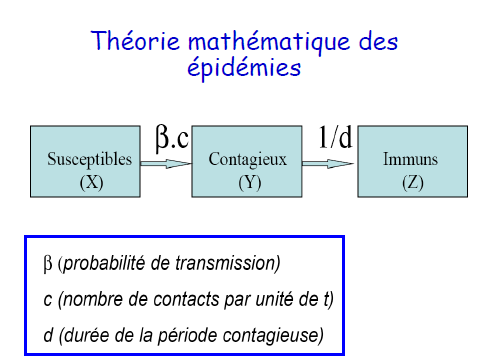 Théorie mathématique des
épidémies
β.c
1/d
Susceptibles
(X)
Contagieux
(Y)
Immuns
(Z)
β (probabilité de transmission)
c (nombre de contacts par unité de t)
d (durée de la période contagieuse)